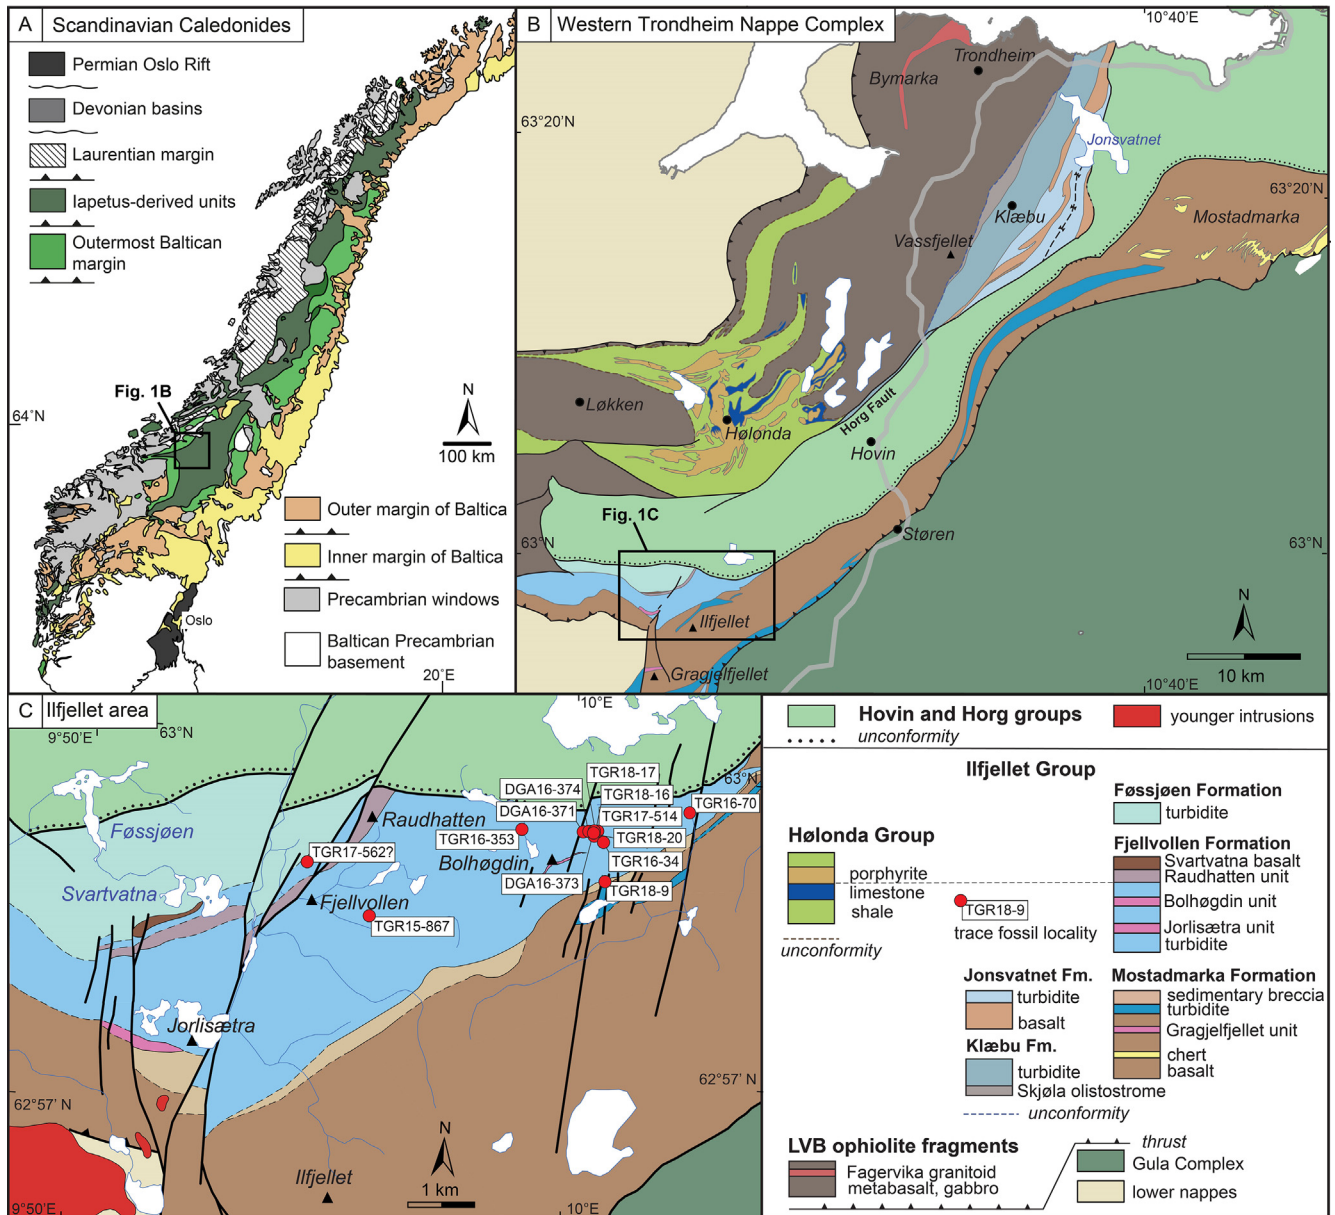 A Scandinavian Caledonides
Permian Oslo Rift
Devonian basins
Laurentian margin
Iapetus-derived units
Outermost Baltican
margin
Fig. 1B
64°N
N
100 km
Outer margin of Baltica
Inner margin of Baltica
Precambrian windows
Baltican Precambrian
basement
Oslo
20°E
B Western Trondheim Nappe Complex
10°40'E
Trondheim
Bymarka
63°20'N
Jonsvatnet
63°20'N
Klæbu
Mostadmarka
Vassfjellet
Løkken
Hølonda
Horg Fault
Hovin
Fig. 1C
Støren
63°N
63°N
Ilfjellet
Gragjelfjellet
N
10 km
10°40'E
C Ilfjellet area
9°50'E
63°N
10°E
63°N
TGR18-17
DGA16-374
TGR18-16
DGA16-371
TGR17-514
TGR16-70
Føssjøen
Raudhatten
TGR16-353
TGR18-20
TGR17-562?
Bolhøgdin
TGR16-34
Svartvatna
DGA16-373
TGR18-9
Fjellvollen
TGR15-867
Jorlisætra
62°57' N
62°57' N
N
Ilfjellet
1 km
9°50'E
10°E
Hovin and Horg groups
unconformity
younger intrusions
Ilfjellet Group
Føssjøen Formation
turbidite
Hølonda Group
porphyrite
limestone
shale
unconformity
TGR18-9
trace fossil locality
Fjellvollen Formation
Svartvatna basalt
Raudhatten unit
Bolhøgdin unit
Jorlisætra unit
turbidite
Jonsvatnet Fm.
turbidite
basalt
Klæbu Fm.
turbidite
Skjøla olistostrome
unconformity
Mostadmarka Formation
sedimentary breccia
turbidite
Gragjelfjellet unit
chert
basalt
LVB ophiolite fragments
Fagervika granitoid
metabasalt, gabbro
thrust
Gula Complex
lower nappes